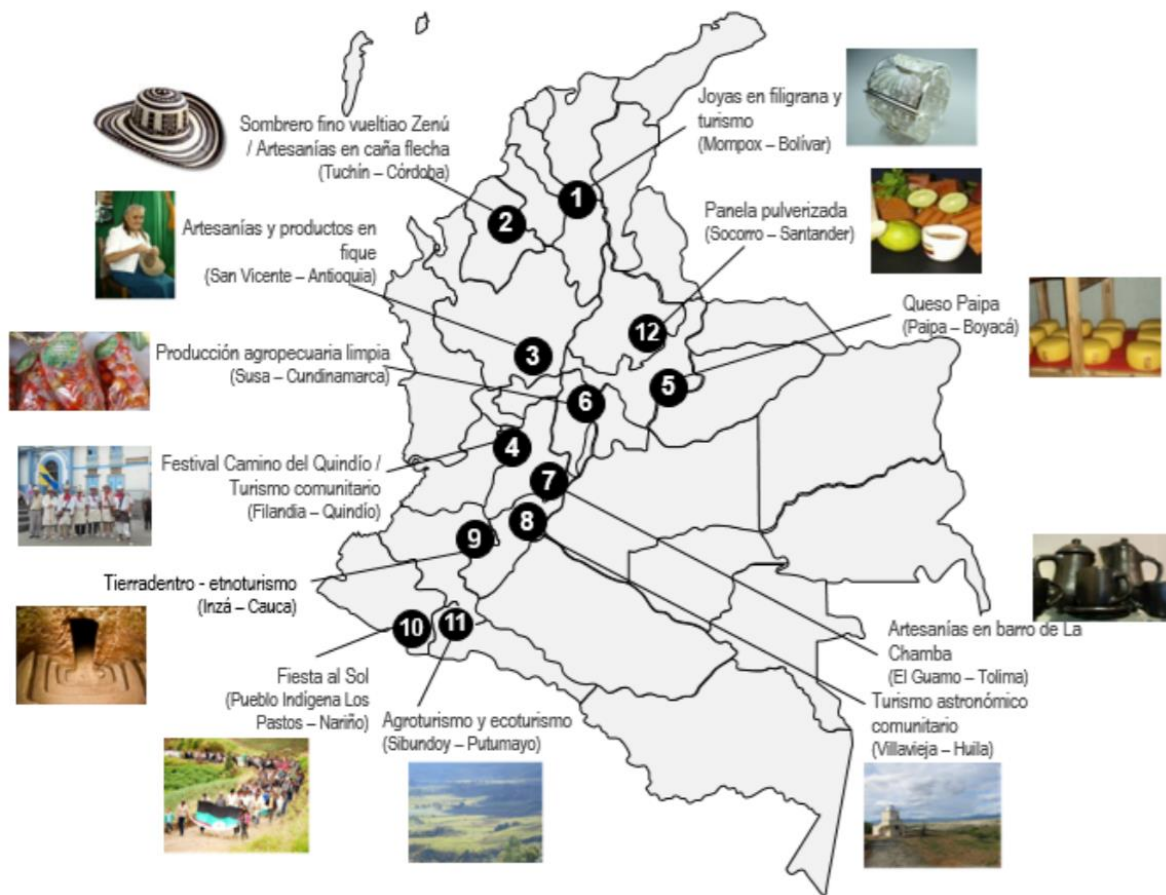 Joyas en filigrana y
turismo
(Mompox – Bolívar)
Sombrero fino vueltiao Zenú
/ Artesanías en caña flecha
(Tuchín – Córdoba)
1
2
Panela pulverizada
(Socorro – Santander)
Artesanías y productos en
fique
(San Vicente – Antioquia)
Queso Paipa
(Paipa – Boyacá)
12
3
Producción agropecuaria limpia
(Susa – Cundinamarca)
5
6
4
Festival Camino del Quindío /
Turismo comunitario
(Filandia – Quindío)
7
8
9
Tierradentro - etnoturismo
(Inzá – Cauca)
10
11
Artesanías en barro de La
Chamba
(El Guamo – Tolima)
Fiesta al Sol
(Pueblo Indígena Los
Pastos – Nariño)
Agroturismo y ecoturismo
(Sibundoy – Putumayo)
Turismo astronómico
comunitario
(Villavieja – Huila)